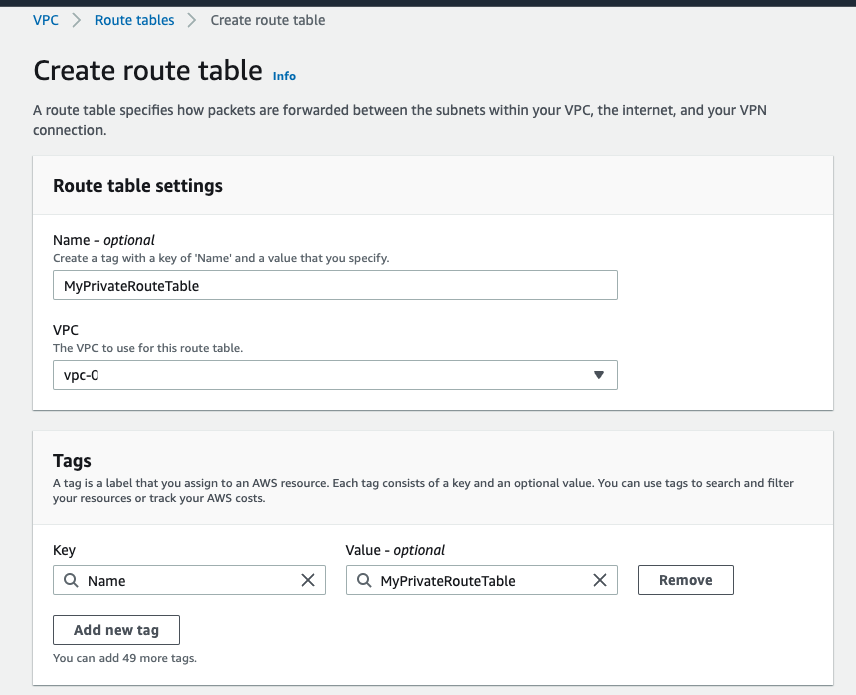 VPC > Route tables > Create route table
Create route table Info
A route table specifies how packets are forwarded between the subnets within your VPC, the internet, and your VPN
connection.
Route table settings
Name - optional
Create a tag with a key of 'Name' and a value that you specify.
MyPrivateRouteTable
VPC
The VPC to use for this route table.
vpc-0
Tags
A tag is a label that you assign to an AWS resource. Each tag consists of a key and an optional value. You can use tags to search and filter
your resources or track your AWS costs.
Key Value - optional
Name MyPrivateRouteTable Remove
Add new tag
You can add 49 more tags.